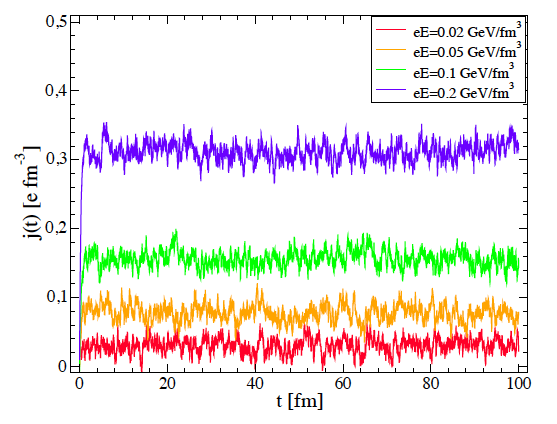 eE=0.02 GeV/fm³
eE=0.05 GeV/fm³
eE=0.1 GeV/fm³
eE=0.2 GeV/fm³
0,5
0,4
0.3
0,2
0,1
0
j(t) [e fm⁻³]
0 20 40 60 80 100
t [fm]